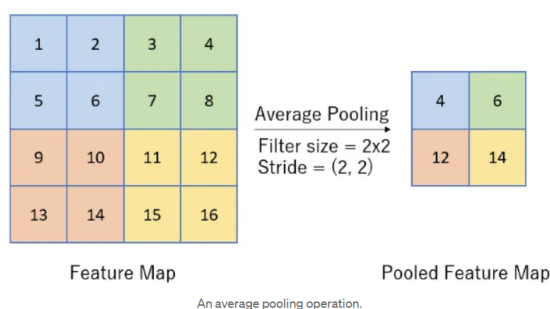 1 2 3 4
5 6 7 8
9 10 11 12
13 14 15 16
Feature Map
Average Pooling
Filter size = 2x2
Stride = (2, 2)
4 6
12 14
Pooled Feature Map
An average pooling operation.